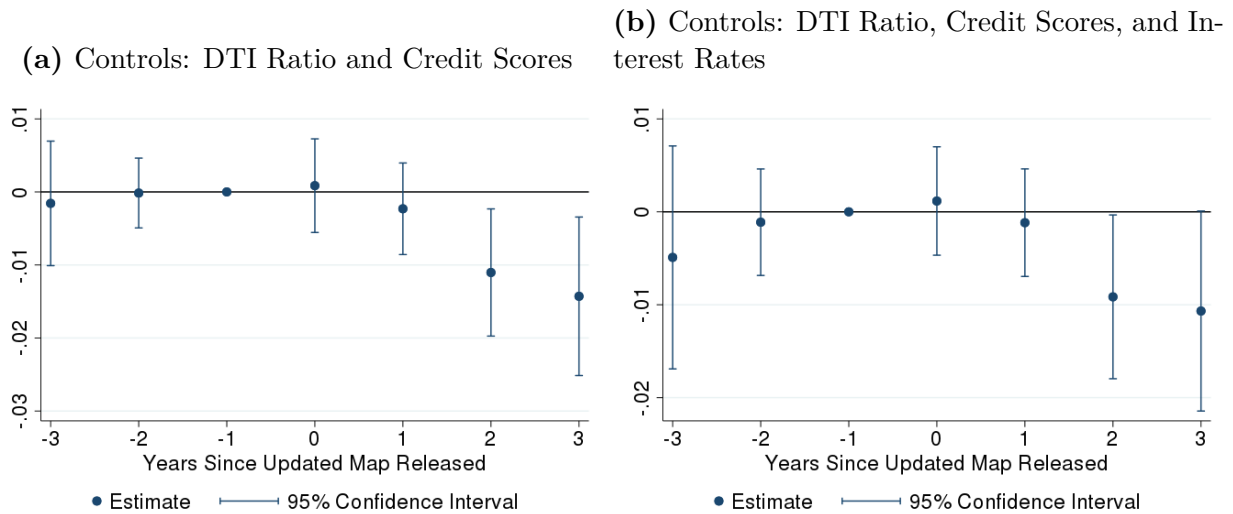 (a) Controls: DTI Ratio and Credit Scores
.01
0
-.01
-.02
-.03
-3 -2 -1 0 1 2 3
Years Since Updated Map Released
Estimate 95% Confidence Interval
(b) Controls: DTI Ratio, Credit Scores, and In-
terest Rates
.01
0
-.01
-.02
-3 -2 -1 0 1 2 3
Years Since Updated Map Released
Estimate 95% Confidence Interval